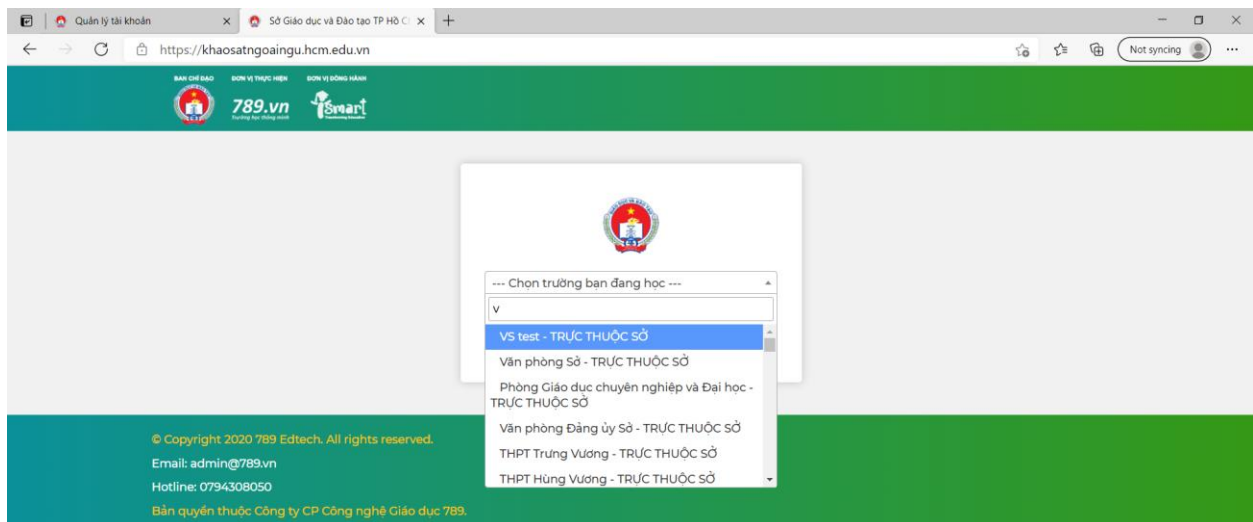 Quản lý tài khoản
Sở Giáo dục và Đào tạo TP Hồ C
https://khaosatngoaingu.hcm.edu.vn
Not syncing
BAN CHỈ ĐẠO
ĐƠN VỊ THỰC HIỆN
ĐƠN VỊ ĐỒNG HÀNH
789.vn
Trường học thông minh
iSmart
--- Chọn trường bạn đang học ---
v
VS test - TRỰC THUỘC SỞ
Văn phòng Sở - TRỰC THUỘC SỞ
Phòng Giáo dục chuyên nghiệp và Đại học -
TRỰC THUỘC SỞ
Văn phòng Đảng ủy Sở - TRỰC THUỘC SỞ
THPT Trưng Vương - TRỰC THUỘC SỞ
THPT Hùng Vương - TRỰC THUỘC SỞ
© Copyright 2020 789 Edtech. All rights reserved.
Email: admin@789.vn
Hotline: 0794308050
Bản quyền thuộc Công ty CP Công nghệ Giáo dục 789.